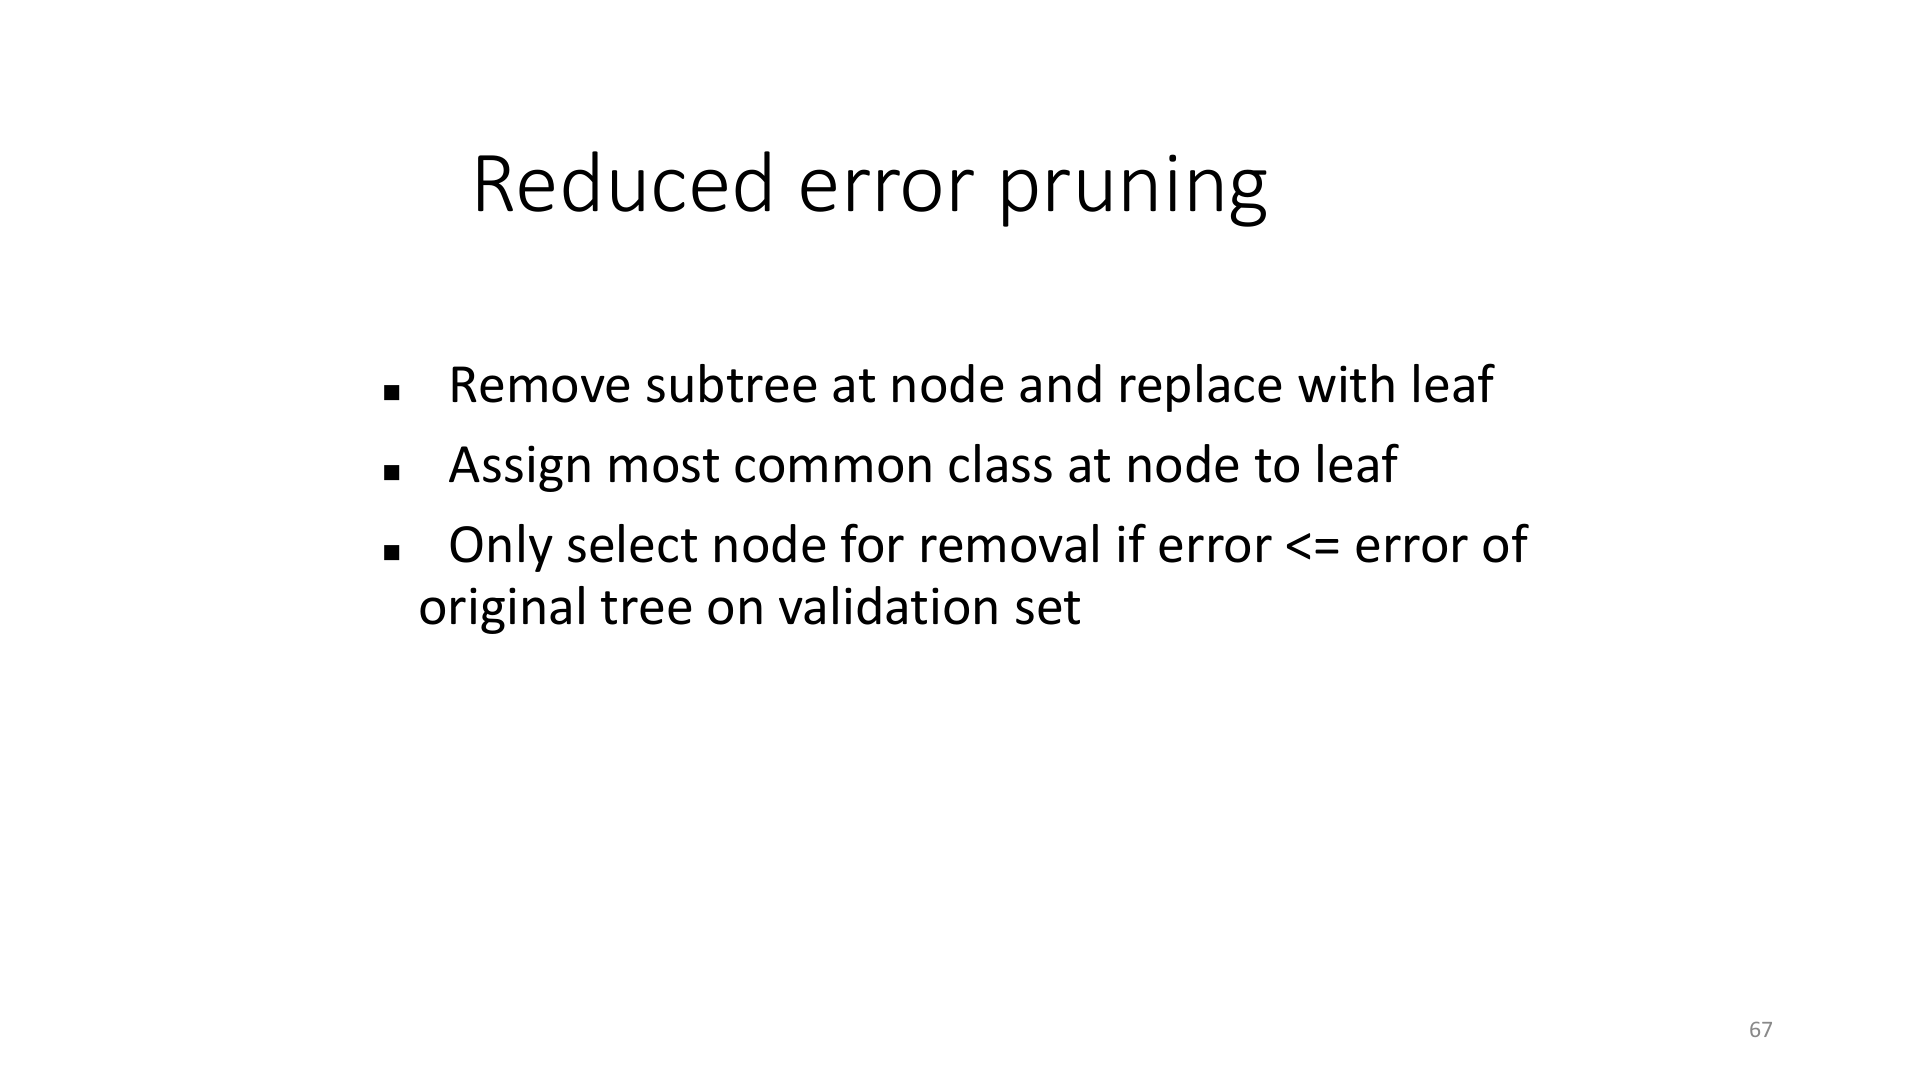 Reduced error pruning
▪ Remove subtree at node and replace with leaf
▪ Assign most common class at node to leaf
▪ Only select node for removal if error <= error of
original tree on validation set
67